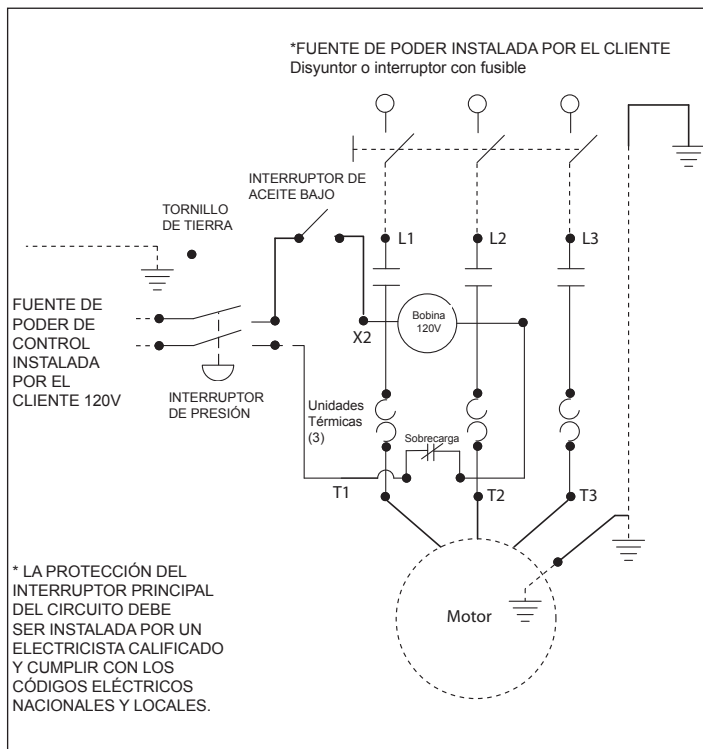 *FUENTE DE PODER INSTALADA POR EL CLIENTE
Disyuntor o interruptor con fusible
INTERRUPTOR DE
ACEITE BAJO
TORNILLO
DE TIERRA
L1
L2
L3
FUENTE DE
PODER DE
CONTROL
INSTALADA
POR EL
CLIENTE 120V
X2
Bobina
120V
INTERRUPTOR
DE PRESIÓN
Unidades
Térmicas
(3)
Sobrecarga
T1
T2
T3
* LA PROTECCIÓN DEL
INTERRUPTOR PRINCIPAL
DEL CIRCUITO DEBE
SER INSTALADA POR UN
ELECTRICISTA CALIFICADO
Y CUMPLIR CON LOS
CÓDIGOS ELÉCTRICOS
NACIONALES Y LOCALES.
Motor